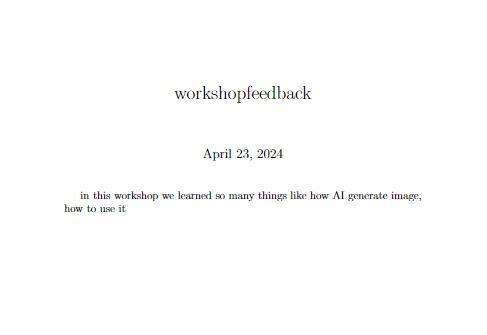 workshopfeedback
April 23, 2024
in this workshop we learned so many things like how AI generate image,
how to use it